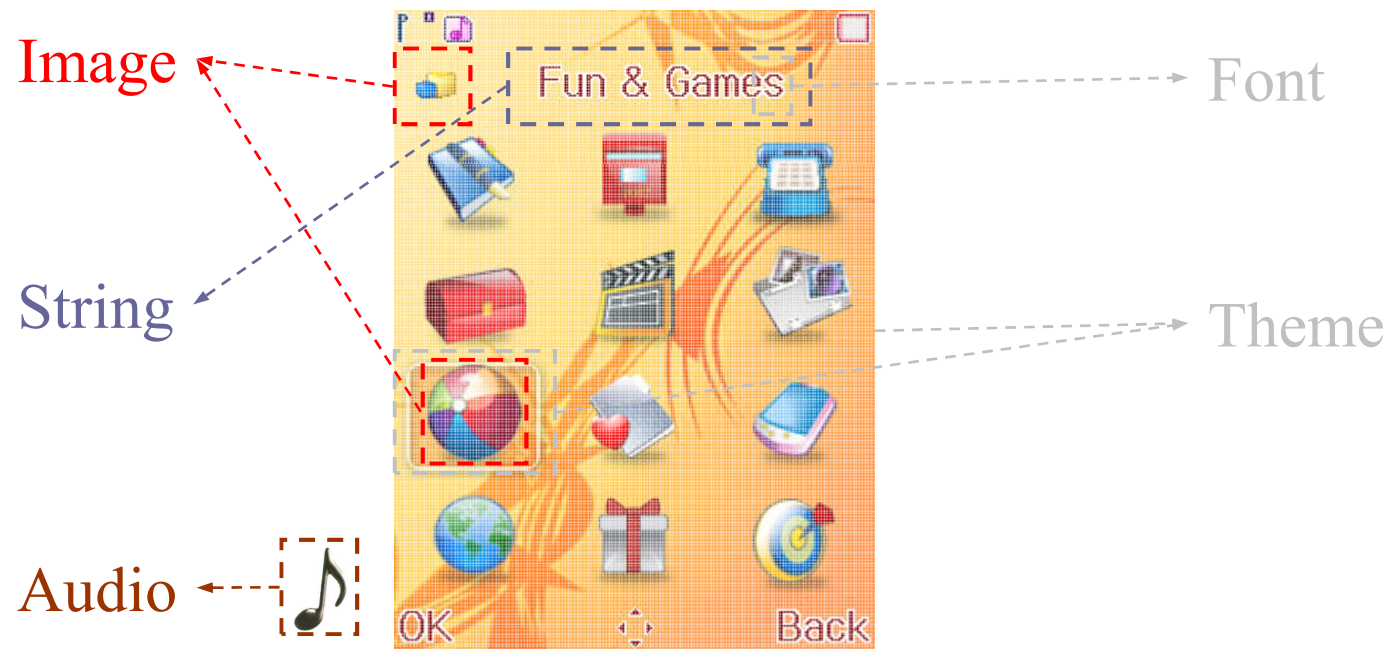 Image
Fun & Games
Font
String
Theme
Audio
OK
Back